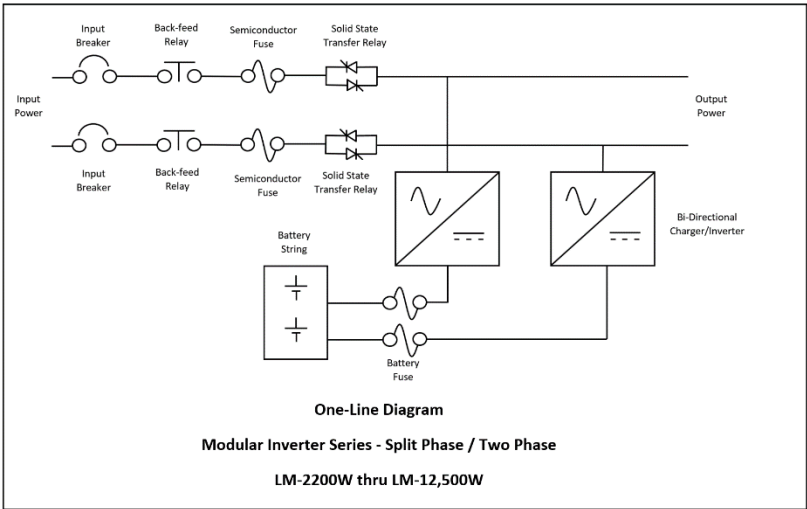 Input
Breaker
Back-feed
Relay
Semiconductor
Fuse
Solid State
Transfer Relay
Input
Power
Output
Power
Input
Breaker
Back-feed
Relay
Semiconductor
Fuse
Solid State
Transfer Relay
Bi-Directional
Charger/Inverter
Battery
String
Battery
Fuse
One-Line Diagram
Modular Inverter Series - Split Phase / Two Phase
LM-2200W thru LM-12,500W